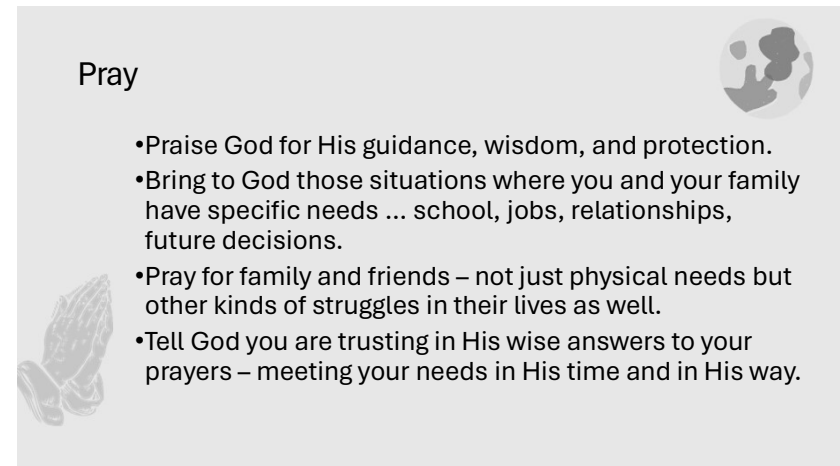 Pray
•Praise God for His guidance, wisdom, and protection.
•Bring to God those situations where you and your family
have specific needs … school, jobs, relationships,
future decisions.
•Pray for family and friends – not just physical needs but
other kinds of struggles in their lives as well.
•Tell God you are trusting in His wise answers to your
prayers – meeting your needs in His time and in His way.